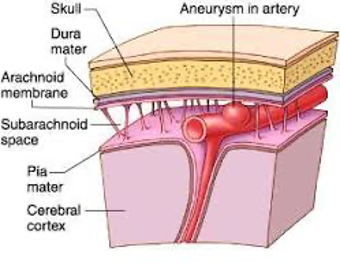 Skull
Aneurysm in artery
Dura
mater
Arachnoid
membrane
Subarachnoid
space
Pia
mater
Cerebral
cortex